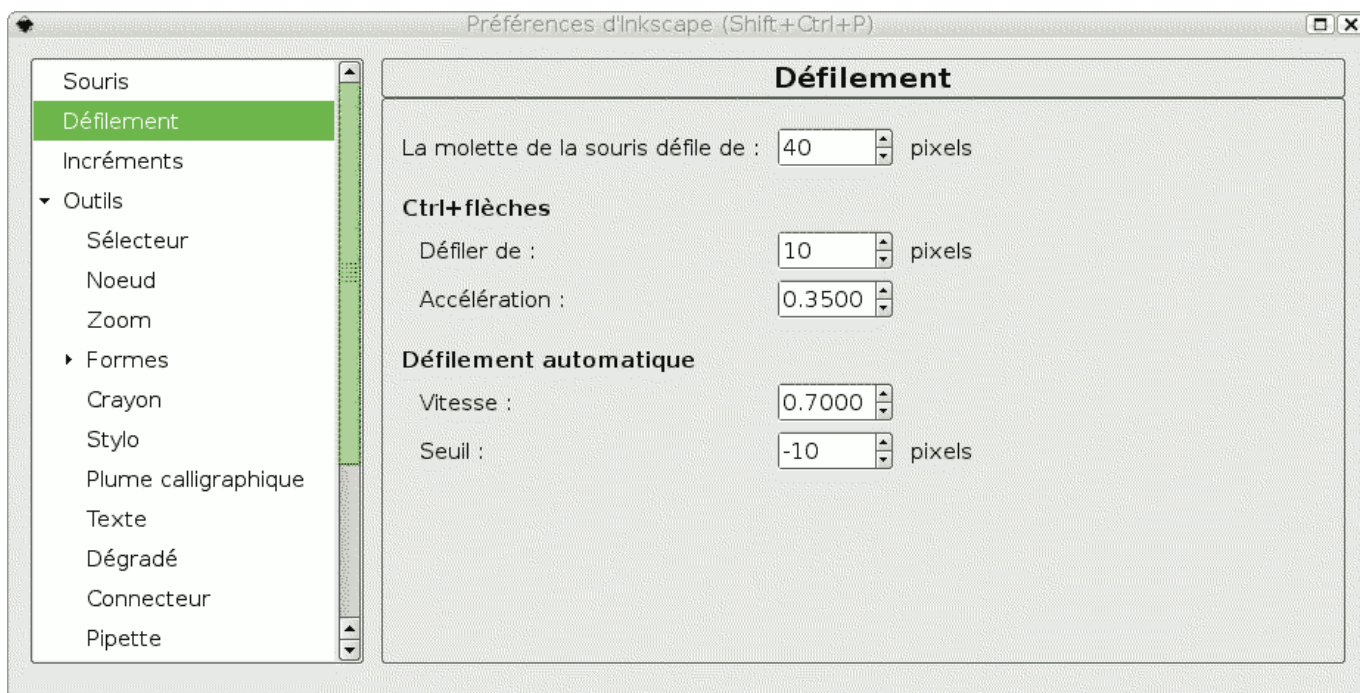 Préférences d'Inkscape (Shift+Ctrl+P)
Souris
Défilement
Incréments
Outils
Sélecteur
Noeud
Zoom
Formes
Crayon
Stylo
Plume calligraphique
Texte
Dégradé
Connecteur
Pipette
Défilement
La molette de la souris défile de : 40 pixels
Ctrl+flèches
Défiler de : 10 pixels
Accélération : 0.3500
Défilement automatique
Vitesse : 0.7000
Seuil : -10 pixels